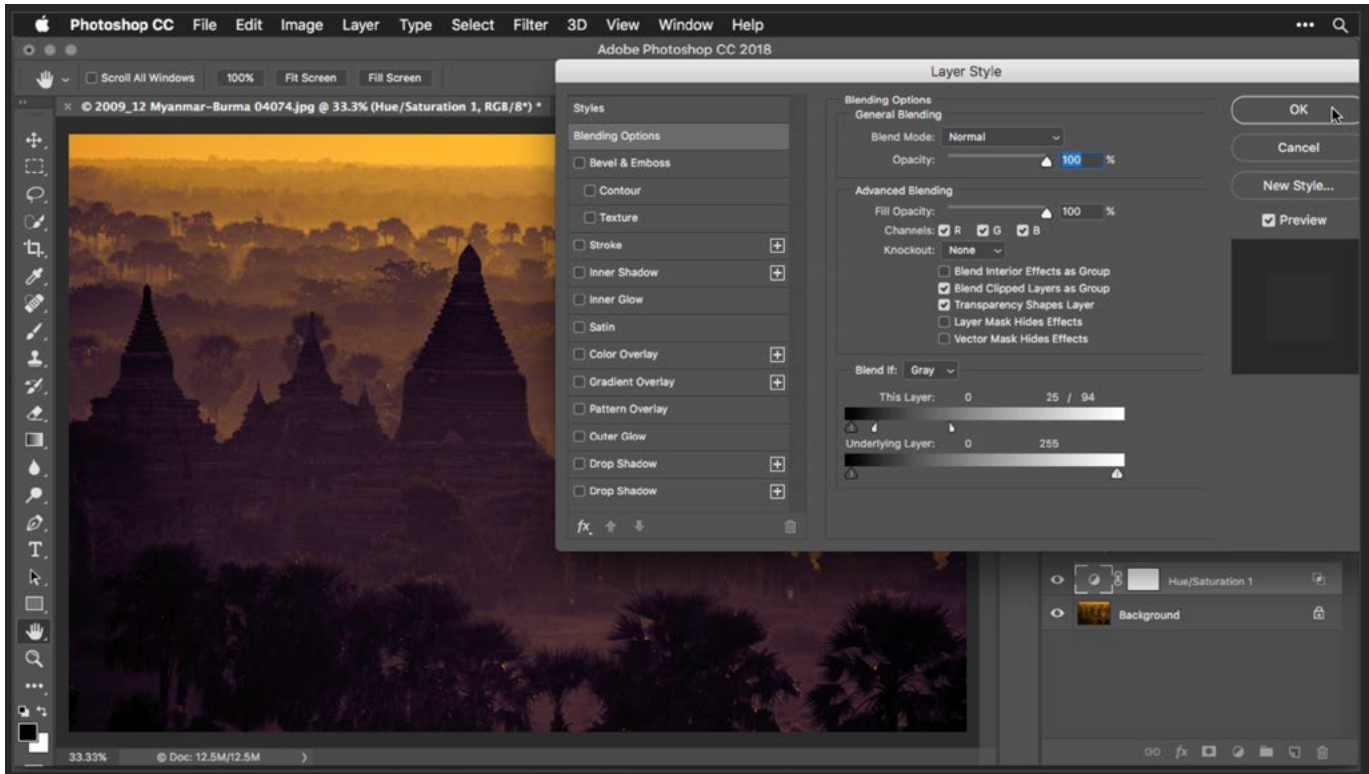 Photoshop CC File Edit Image Layer Type Select Filter 3D View Window Help
Adobe Photoshop CC 2018
Scroll All Windows 100% Fit Screen Fill Screen
× © 2009_12 Myanmar-Burma 04074.jpg @ 33.3% (Hue/Saturation 1, RGB/8*) *
Layer Style
Styles
Blending Options
Bevel & Emboss
Contour
Texture
Stroke
Inner Shadow
Inner Glow
Satin
Color Overlay
Gradient Overlay
Pattern Overlay
Outer Glow
Drop Shadow
Drop Shadow
fx
Blending Options
General Blending
Blend Mode: Normal
Opacity: 100 %
Advanced Blending
Fill Opacity: 100 %
Channels: R G B
Knockout: None
Blend Interior Effects as Group
Blend Clipped Layers as Group
Transparency Shapes Layer
Layer Mask Hides Effects
Vector Mask Hides Effects
Blend If: Gray
This Layer: 0 25 / 94
Underlying Layer: 0 255
OK
Cancel
New Style...
Preview
Hue/Saturation 1
Background
fx
33.33% © Doc: 12.5M/12.5M